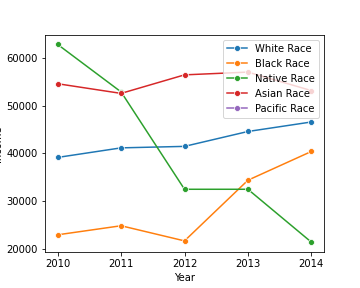 60000
50000
40000
30000
20000
2010 2011 2012 2013 2014
Year
White Race
Black Race
Native Race
Asian Race
Pacific Race